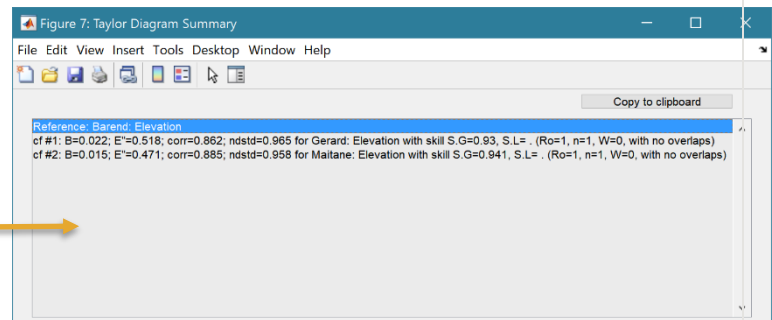 Figure 7: Taylor Diagram Summary
File Edit View Insert Tools Desktop Window Help
Copy to clipboard
Reference: Barend: Elevation
cf #1: B=0.022; E"=0.518; corr=0.862; ndstd=0.965 for Gerard: Elevation with skill S.G=0.93, S.L= . (Ro=1, n=1, W=0, with no overlaps)
cf #2: B=0.015; E"=0.471; corr=0.885; ndstd=0.958 for Maitane: Elevation with skill S.G=0.941, S.L= . (Ro=1, n=1, W=0, with no overlaps)